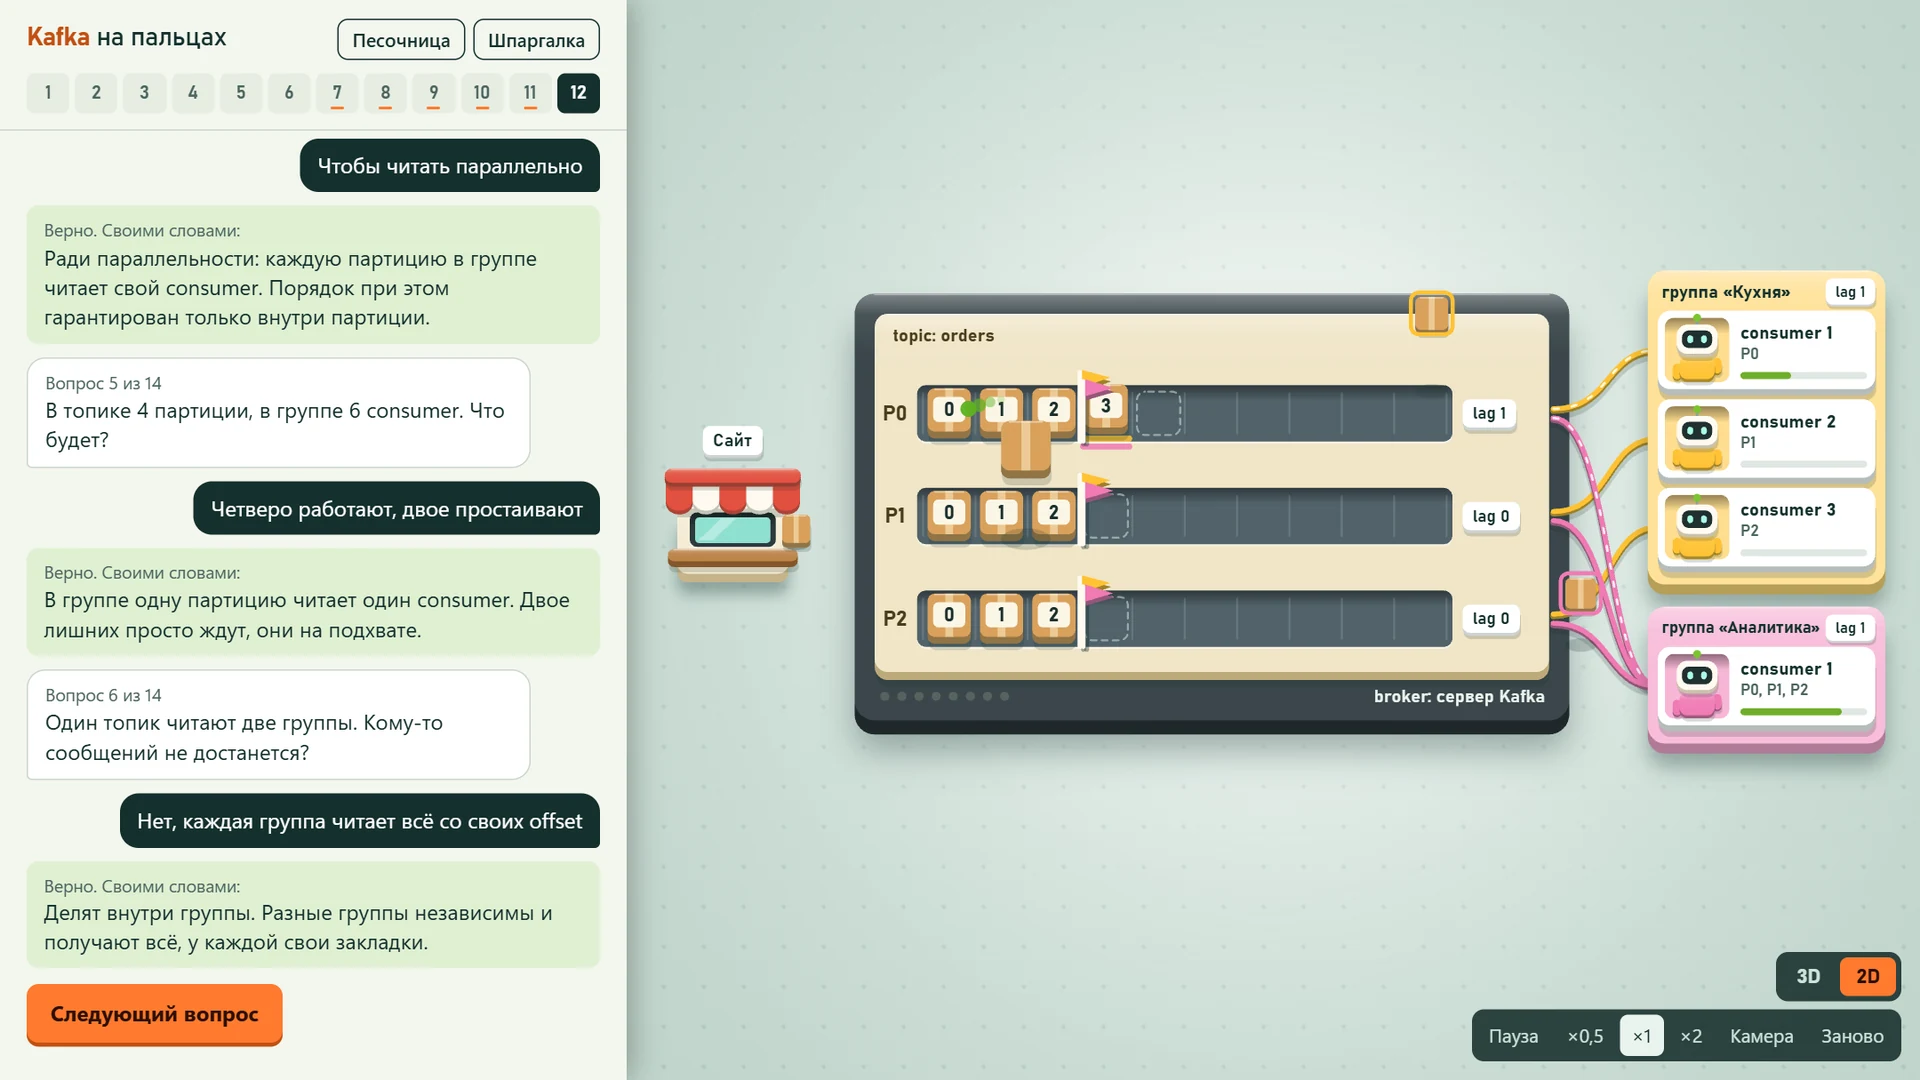 Kafka на пальцах
Песочница
Шпаргалка
1 2 3 4 5 6 7 8 9 10 11 12
Чтобы читать параллельно
Верно. Своими словами:
Ради параллельности: каждую партицию в группе
читает свой consumer. Порядок при этом
гарантирован только внутри партиции.
Вопрос 5 из 14
В топике 4 партиции, в группе 6 consumer. Что
будет?
Четверо работают, двое простаивают
Верно. Своими словами:
В группе одну партицию читает один consumer. Двое
лишних просто ждут, они на подхвате.
Вопрос 6 из 14
Один топик читают две группы. Кому-то
сообщений не достанется?
Нет, каждая группа читает всё со своих offset
Верно. Своими словами:
Делят внутри группы. Разные группы независимы и
получают всё, у каждой свои закладки.
Следующий вопрос
Сайт
topic: orders
P0 0 1 2 3 lag 1
P1 0 1 2 lag 0
P2 0 1 2 lag 0
broker: сервер Kafka
группа «Кухня» lag 1
consumer 1
P0
consumer 2
P1
consumer 3
P2
группа «Аналитика» lag 1
consumer 1
P0, P1, P2
3D 2D
Пауза ×0,5 ×1 ×2 Камера Заново